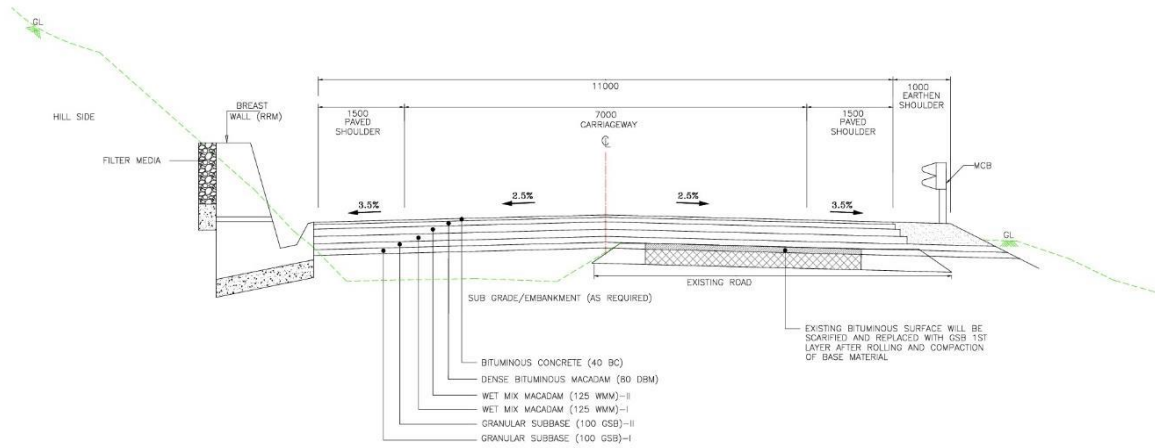 GL
11000
1000
EARTHEN
SHOULDER
1500
PAVED
SHOULDER
7000
CARRIAGEWAY
1500
PAVED
SHOULDER
BREAST
WALL (RRM)
HILL SIDE
FILTER MEDIA
CL
MCB
3.5%
2.5%
2.5%
3.5%
GL
EXISTING ROAD
SUB GRADE/EMBANKMENT (AS REQUIRED)
EXISTING BITUMINOUS SURFACE WILL BE
SCARIFIED AND REPLACED WITH GSB 1ST
LAYER AFTER ROLLING AND COMPACTION
OF BASE MATERIAL
BITUMINOUS CONCRETE (40 BC)
DENSE BITUMINOUS MACADAM (80 DBM)
WET MIX MACADAM (125 WMM)-II
WET MIX MACADAM (125 WMM)-I
GRANULAR SUBBASE (100 GSB)-II
GRANULAR SUBBASE (100 GSB)-I